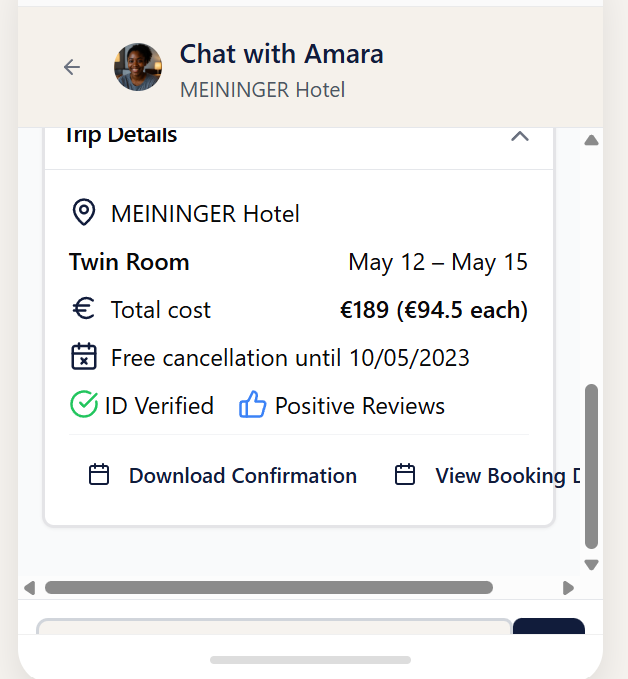 Chat with Amara
MEININGER Hotel
Trip Details
MEININGER Hotel
Twin Room May 12 – May 15
€ Total cost €189 (€94.5 each)
Free cancellation until 10/05/2023
ID Verified Positive Reviews
Download Confirmation View Booking